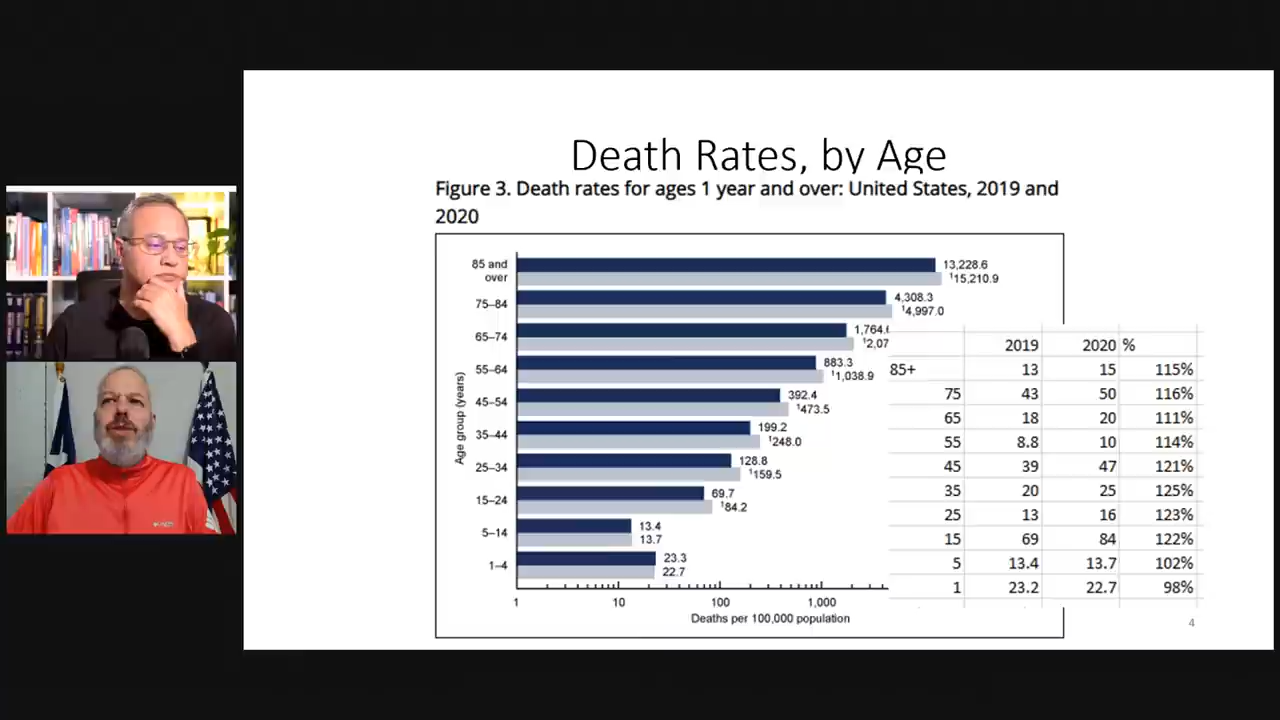 Death Rates, by Age
Figure 3. Death rates for ages 1 year and over: United States, 2019 and
2020
85 and
over
13,228.6
¹15,210.9
75–84
4,308.3
¹4,997.0
65–74
55–64
883.3
¹1,038.9
45–54
392.4
¹473.5
35–44
199.2
¹248.0
25–34
128.8
¹159.5
15–24
69.7
¹84.2
5–14
13.4
13.7
1–4
23.3
22.7
Age group (years)
1 10 100 1,000
Deaths per 100,000 population
2019 2020 %
85+ 13 15 115%
75 43 50 116%
65 18 20 111%
55 8.8 10 114%
45 39 47 121%
35 20 25 125%
25 13 16 123%
15 69 84 122%
5 13.4 13.7 102%
1 23.2 22.7 98%
4